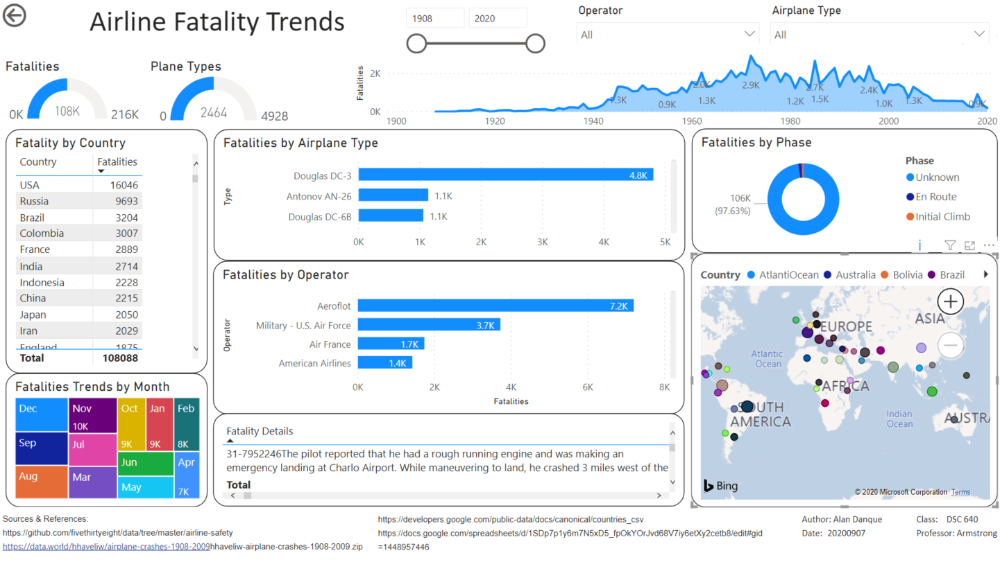 Airline Fatality Trends
1908
2020
Operator
All
Airplane Type
All
Fatalities
0K
108K
216K
Plane Types
0
2464
4928
Fatalities
2K
0K
1.3K
0.9K
2.0K
1.3K
2.9K
1.2K
2.7K
1.5K
2.4K
1.0K
1.3K
0.9K
1900
1920
1940
1960
1980
2000
2020
Fatality by Country
Country Fatalities
USA 16046
Russia 9693
Brazil 3204
Colombia 3007
France 2889
India 2714
Indonesia 2228
China 2215
Japan 2050
Iran 2029
England 1875
Total 108088
Fatalities by Airplane Type
Type
Douglas DC-3 4.8K
Antonov AN-26 1.1K
Douglas DC-6B 1.1K
0K 1K 2K 3K 4K 5K
Fatalities by Phase
106K
(97.63%)
Phase
Unknown
En Route
Initial Climb
Fatalities by Operator
Operator
Aeroflot 7.2K
Military - U.S. Air Force 3.7K
Air France 1.7K
American Airlines 1.4K
0K 2K 4K 6K 8K
Fatalities
Country AtlantiOcean Australia Bolivia Brazil
ASIA
EUROPE
Atlantic
Ocean
AFRICA
SOUTH
AMERICA
Indian
Ocean
AUSTRA
Bing
© 2020 Microsoft Corporation Terms
Fatalities Trends by Month
Dec
Sep
Aug
Nov
10K
Jul
Mar
Oct
9K
Jan
9K
Feb
8K
Jun
May
Apr
7K
Fatality Details
31-7952246The pilot reported that he had a rough running engine and was making an
emergency landing at Charlo Airport. While maneuvering to land, he crashed 3 miles west of the
Total
Sources & References:
https://github.com/fivethirtyeight/data/tree/master/airline-safety
https://data.world/hhaveliw/airplane-crashes-1908-2009hhaveliw-airplane-crashes-1908-2009.zip
https://developers.google.com/public-data/docs/canonical/countries_csv
https://docs.google.com/spreadsheets/d/1SDp7p1y6m7N5xD5_fpOkYOrJvd68V7iy6etXy2cetb8/edit#gid
=1448957446
Author: Alan Danque
Date: 20200907
Class: DSC 640
Professor: Armstrong